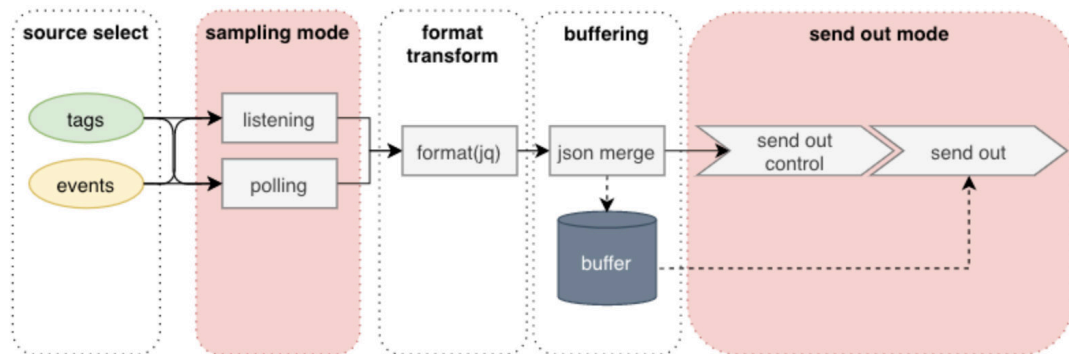 source select
sampling mode
format
transform
buffering
send out mode
tags
listening
format(jq)
json merge
send out
control
send out
events
polling
buffer